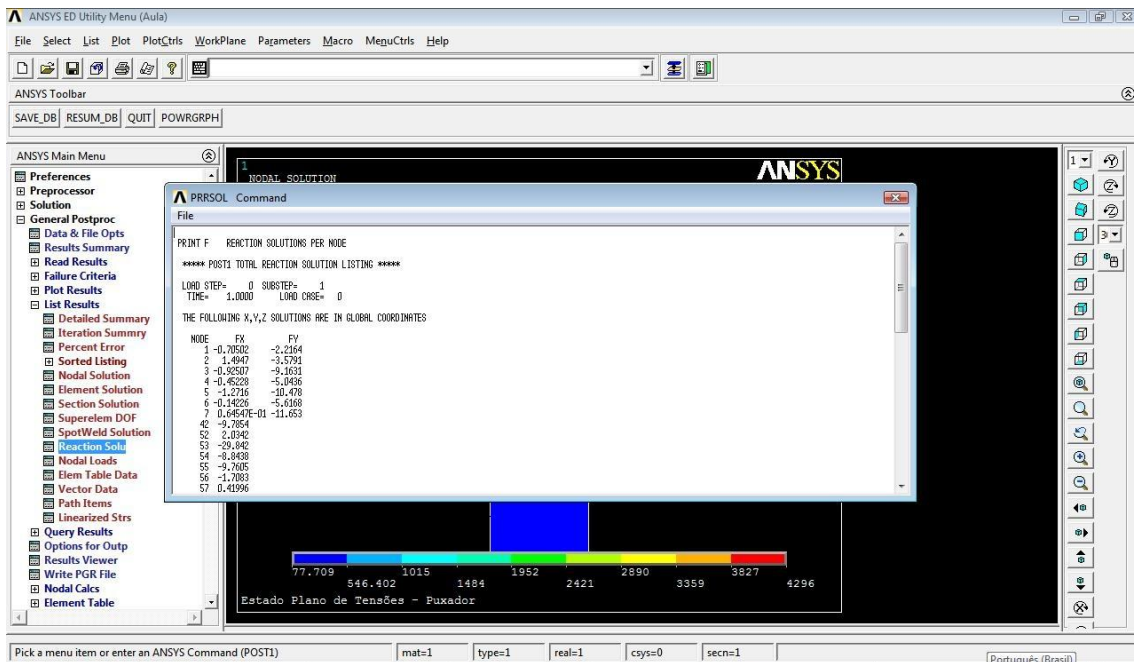 ANSYS ED Utility Menu (Aula)
File Select List Plot PlotCtrls WorkPlane Parameters Macro MenuCtrls Help
ANSYS Toolbar
SAVE_DB RESUM_DB QUIT POWRGRPH
ANSYS Main Menu
Preferences
Preprocessor
Solution
General Postproc
Data & File Opts
Results Summary
Read Results
Failure Criteria
Plot Results
List Results
Detailed Summary
Iteration Summry
Percent Error
Sorted Listing
Nodal Solution
Element Solution
Section Solution
Superelem DOF
SpotWeld Solution
Reaction Solu
Nodal Loads
Elem Table Data
Vector Data
Path Items
Linearized Strs
Query Results
Options for Outp
Results Viewer
Write PGR File
Nodal Calcs
Element Table
1
NODAL SOLUTION
ANSYS
PRRSOL Command
File
PRINT F REACTION SOLUTIONS PER NODE
***** POST1 TOTAL REACTION SOLUTION LISTING *****
LOAD STEP= 0 SUBSTEP= 1
TIME= 1.0000 LOAD CASE= 0
THE FOLLOWING X,Y,Z SOLUTIONS ARE IN GLOBAL COORDINATES
NODE FX FY
1 -0.70502 -2.2164
2 1.4947 -3.5791
3 -0.92507 -9.1631
4 -0.45228 -5.0436
5 -1.2716 -10.478
6 -0.14226 -5.6168
7 0.64547E-01 -11.653
42 -9.7854
52 2.0342
53 -29.842
54 -8.8438
55 -9.7605
56 -1.7083
57 0.41996
77.709 1015 1952 2890 3827
546.402 1484 2421 3359 4296
Estado Plano de Tensões - Puxador
1
Pick a menu item or enter an ANSYS Command (POST1) mat=1 type=1 real=1 csys=0 secn=1
Português (Brasil)